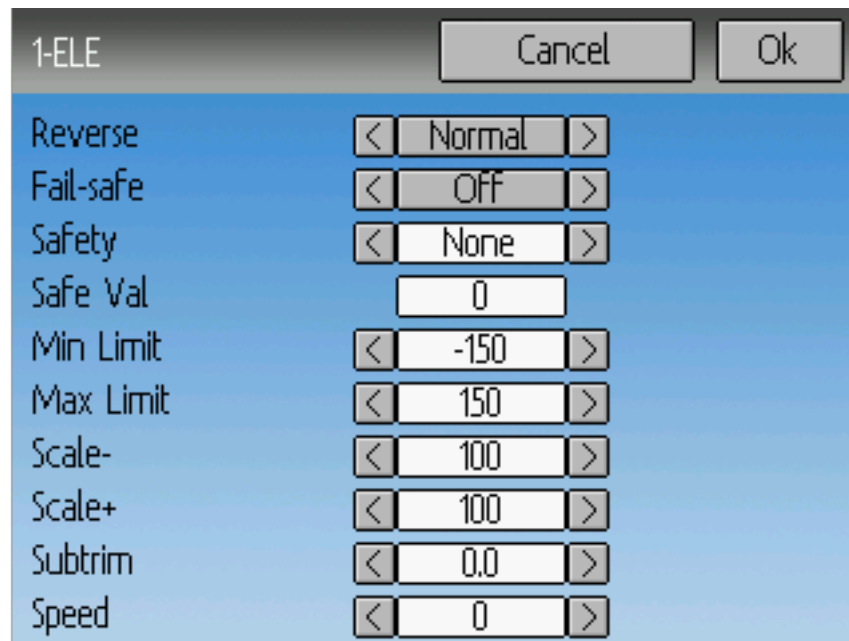 1-ELE Cancel Ok
Reverse < Normal >
Fail-safe < Off >
Safety < None >
Safe Val 0
Min Limit < -150 >
Max Limit < 150 >
Scale- < 100 >
Scale+ < 100 >
Subtrim < 0.0 >
Speed < 0 >